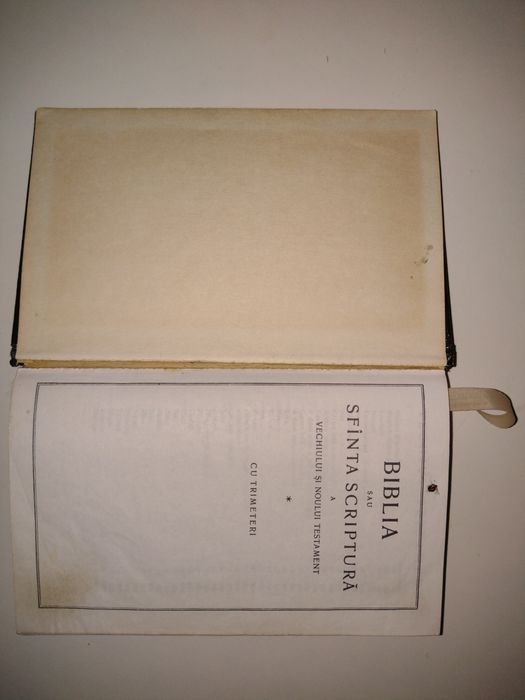 BIBLIA
SAU
SFÎNTA SCRIPTURĂ
A
VECHIULUI ȘI NOULUI TESTAMENT
*
CU TRIMETERI